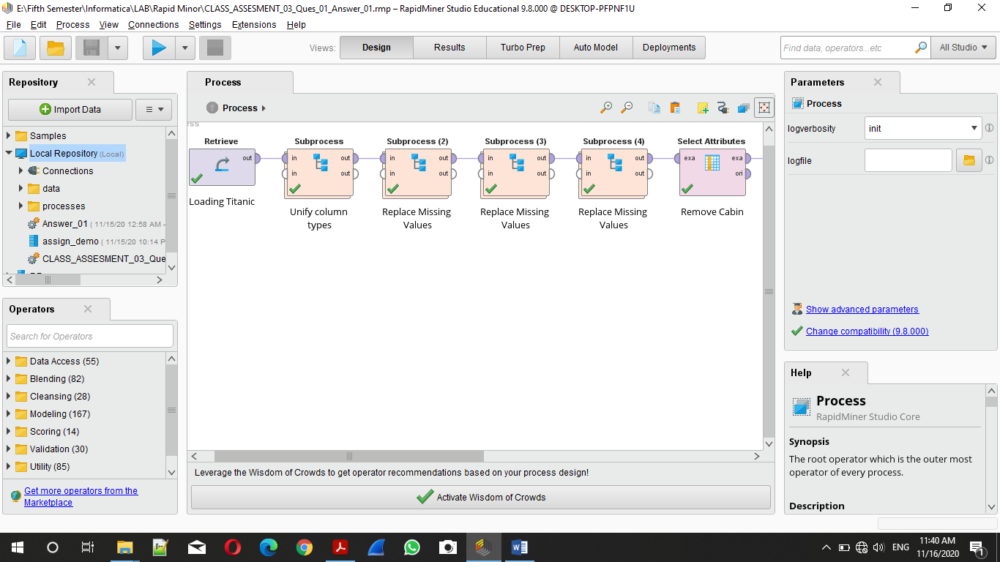 E:\Fifth Semester\Informatica\LAB\Rapid Minor\CLASS_ASSESMENT_03_Ques_01_Answer_01.rmp – RapidMiner Studio Educational 9.8.000 @ DESKTOP-PFPNF1U
File Edit Process View Connections Settings Extensions Help
Views: Design Results Turbo Prep Auto Model Deployments
Find data, operators...etc
All Studio
Repository
Import Data
Samples
Local Repository (Local)
Connections
data
processes
Answer_01 ( 11/15/20 12:58 AM –
assign_demo ( 11/15/20 10:14 P
CLASS_ASSESMENT_03_Que
Operators
Search for Operators
Data Access (55)
Blending (82)
Cleansing (28)
Modeling (167)
Scoring (14)
Validation (30)
Utility (85)
Get more operators from the
Marketplace
Process
Process
ess
Retrieve
out
Loading Titanic
Subprocess
in out
in out
Unify column
types
Subprocess (2)
in out
in out
Replace Missing
Values
Subprocess (3)
in out
in out
Replace Missing
Values
Subprocess (4)
in out
in out
Replace Missing
Values
Select Attributes
exa exa
ori
Remove Cabin
Leverage the Wisdom of Crowds to get operator recommendations based on your process design!
Activate Wisdom of Crowds
Parameters
Process
logverbosity init
logfile
Show advanced parameters
Change compatibility (9.8.000)
Help
Process
RapidMiner Studio Core
Synopsis
The root operator which is the outer most
operator of every process.
Description
ENG
11:40 AM
11/16/2020
1